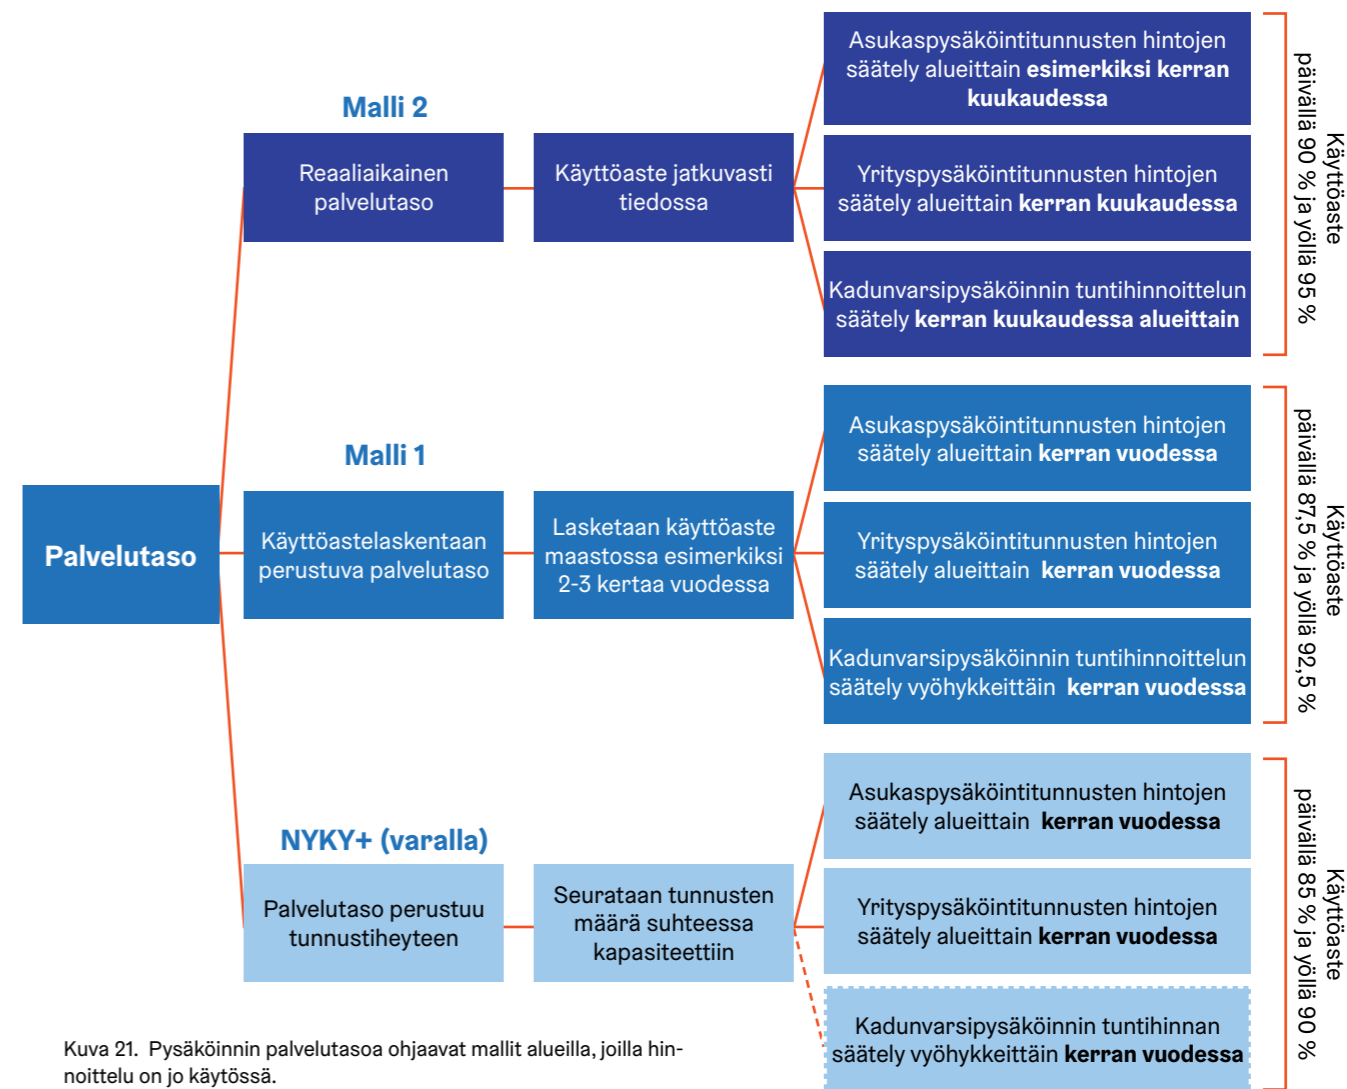 Palvelutaso
Malli 2
Reaaliaikainen
palvelutaso
Käyttöaste jatkuvasti
tiedossa
Asukaspysäköintitunnusten hintojen
säätely alueittain esimerkiksi kerran
kuukaudessa
Yrityspysäköintitunnusten hintojen
säätely alueittain kerran kuukaudessa
Kadunvarsipysäköinnin tuntihinnoittelun
säätely kerran kuukaudessa alueittain
Käyttöaste
päivällä 90 % ja yöllä 95 %
Malli 1
Käyttöastelaskentaan
perustuva palvelutaso
Lasketaan käyttöaste
maastossa esimerkiksi
2-3 kertaa vuodessa
Asukaspysäköintitunnusten hintojen
säätely alueittain kerran vuodessa
Yrityspysäköintitunnusten hintojen
säätely alueittain kerran vuodessa
Kadunvarsipysäköinnin tuntihinnoittelun
säätely vyöhykkeittäin kerran vuodessa
Käyttöaste
päivällä 87,5 % ja yöllä 92,5 %
NYKY+ (varalla)
Palvelutaso perustuu
tunnustiheyteen
Seurataan tunnusten
määrä suhteessa
kapasiteettiin
Asukaspysäköintitunnusten hintojen
säätely alueittain kerran vuodessa
Yrityspysäköintitunnusten hintojen
säätely alueittain kerran vuodessa
Kadunvarsipysäköinnin tuntihinnan
säätely vyöhykkeittäin kerran vuodessa
Käyttöaste
päivällä 85 % ja yöllä 90 %
Kuva 21. Pysäköinnin palvelutasoa ohjaavat mallit alueilla, joilla hin-
noittelu on jo käytössä.